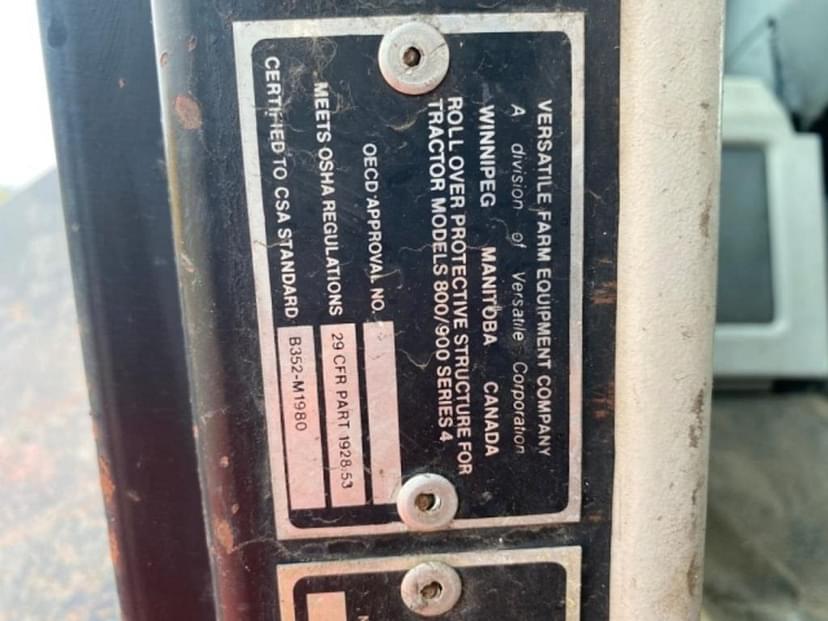 VERSATILE FARM EQUIPMENT COMPANY
A division of Versatile Corporation
WINNIPEG MANITOBA CANADA
ROLL OVER PROTECTIVE STRUCTURE FOR
TRACTOR MODELS 800/900 SERIES 4
OECD APPROVAL NO.
MEETS OSHA REGULATIONS 29 CFR PART 1928.53
CERTIFIED TO CSA STANDARD B352-M1980